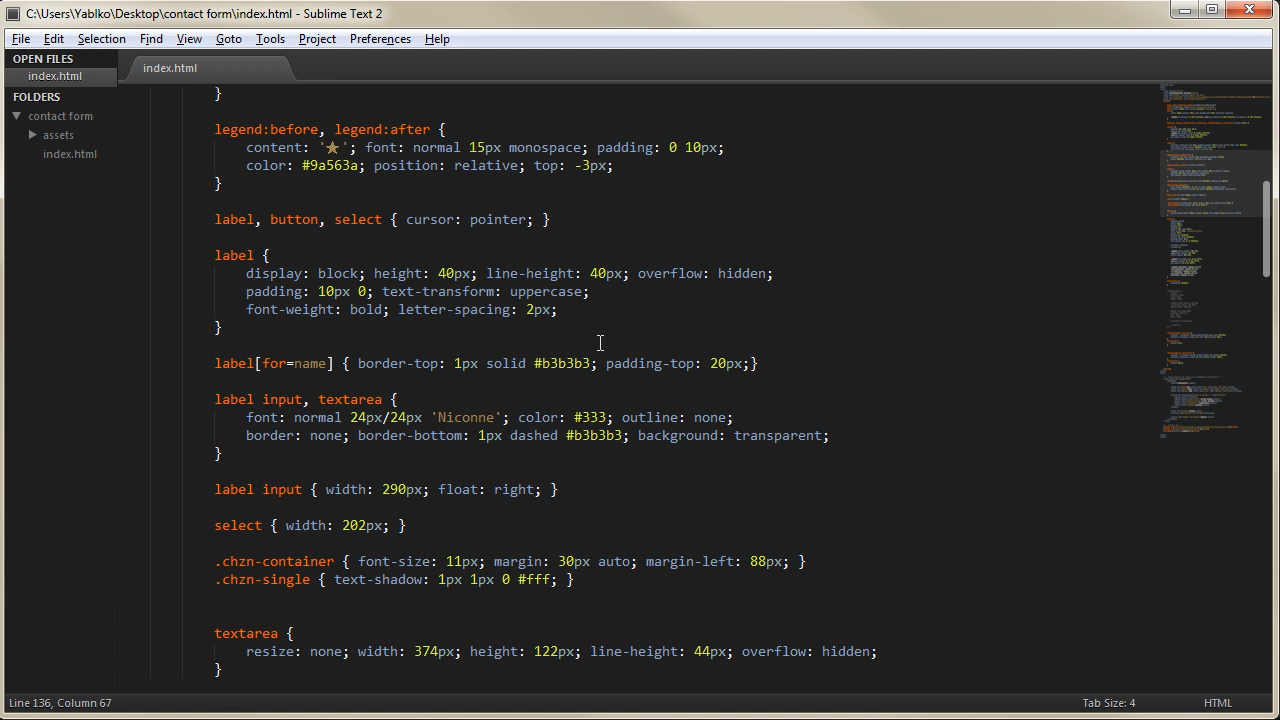 C:\Users\Yablko\Desktop\contact form\index.html - Sublime Text 2
File Edit Selection Find View Goto Tools Project Preferences Help
OPEN FILES
index.html
FOLDERS
contact form
assets
index.html
index.html
}
legend:before, legend:after {
content: '★'; font: normal 15px monospace; padding: 0 10px;
color: #9a563a; position: relative; top: -3px;
}
label, button, select { cursor: pointer; }
label {
display: block; height: 40px; line-height: 40px; overflow: hidden;
padding: 10px 0; text-transform: uppercase;
font-weight: bold; letter-spacing: 2px;
}
label[for=name] { border-top: 1px solid #b3b3b3; padding-top: 20px;}
label input, textarea {
font: normal 24px/24px 'Niconne'; color: #333; outline: none;
border: none; border-bottom: 1px dashed #b3b3b3; background: transparent;
}
label input { width: 290px; float: right; }
select { width: 202px; }
.chzn-container { font-size: 11px; margin: 30px auto; margin-left: 88px; }
.chzn-single { text-shadow: 1px 1px 0 #fff; }
textarea {
resize: none; width: 374px; height: 122px; line-height: 44px; overflow: hidden;
}
Line 136, Column 67
Tab Size: 4
HTML